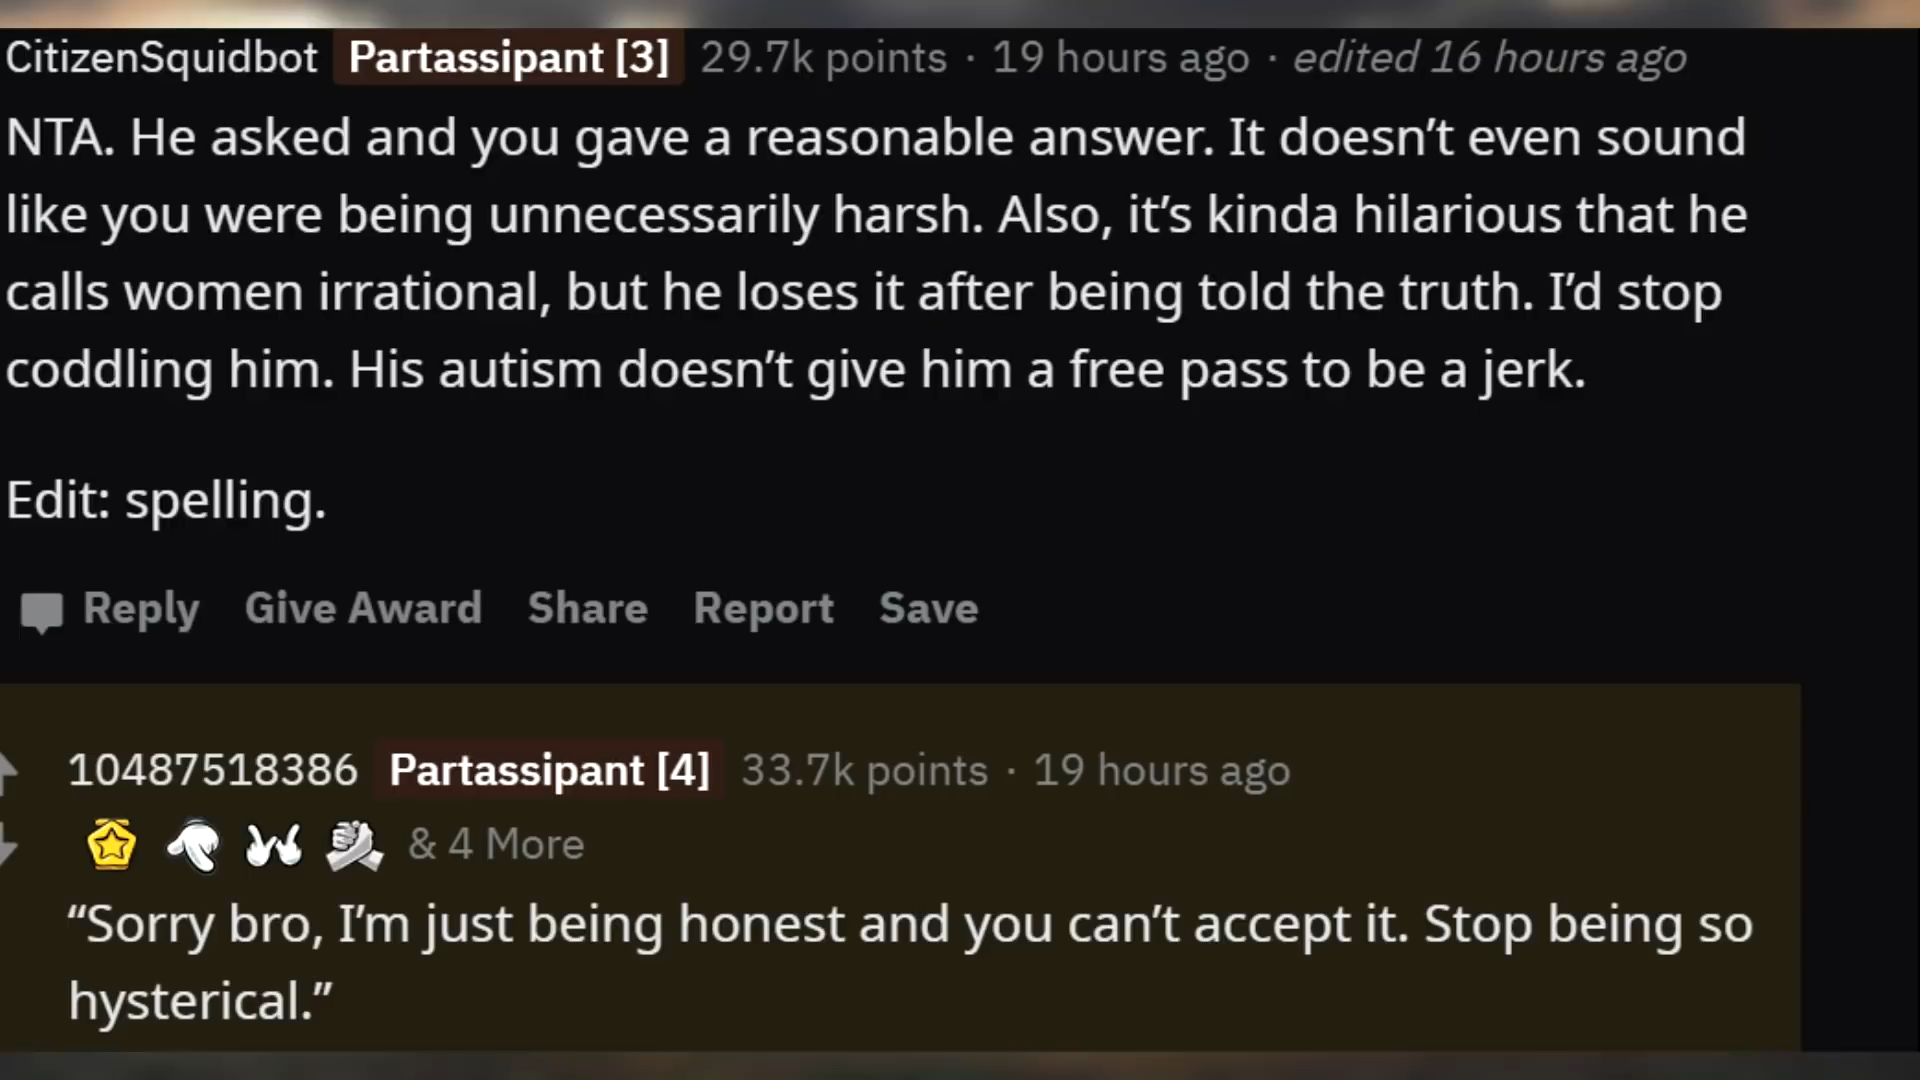 CitizenSquidbot Partassipant [3] 29.7k points · 19 hours ago · edited 16 hours ago
NTA. He asked and you gave a reasonable answer. It doesn’t even sound
like you were being unnecessarily harsh. Also, it’s kinda hilarious that he
calls women irrational, but he loses it after being told the truth. I’d stop
coddling him. His autism doesn’t give him a free pass to be a jerk.
Edit: spelling.
Reply Give Award Share Report Save
10487518386 Partassipant [4] 33.7k points · 19 hours ago
& 4 More
“Sorry bro, I’m just being honest and you can’t accept it. Stop being so
hysterical.”